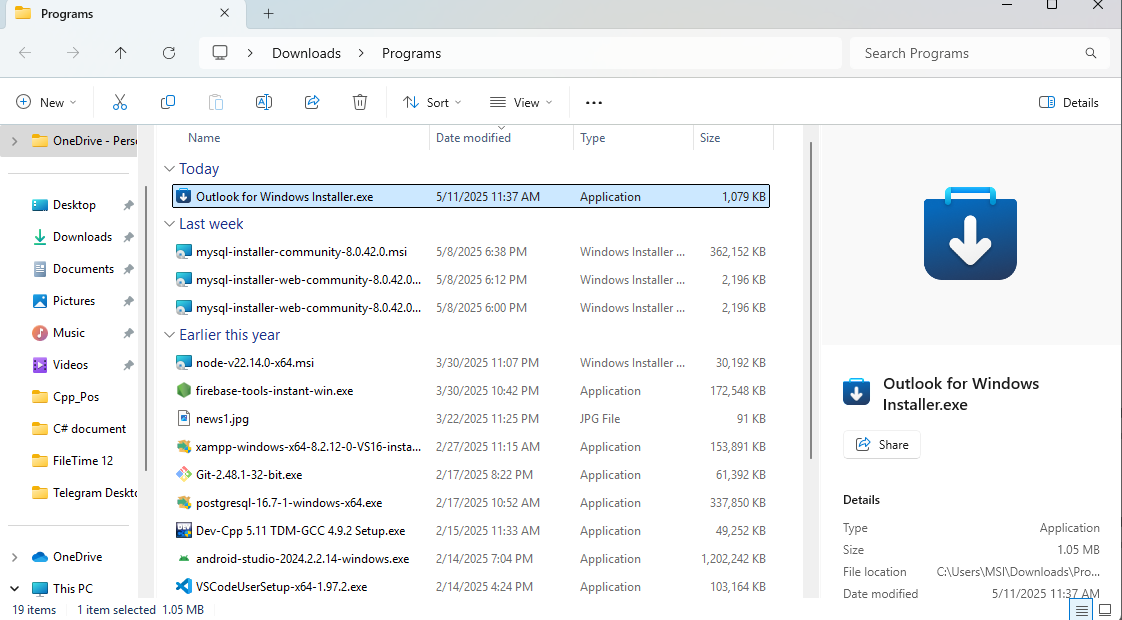 Programs
Downloads Programs
Search Programs
New
Sort
View
Details
OneDrive - Pers
Desktop
Downloads
Documents
Pictures
Music
Videos
Cpp_Pos
C# document
FileTime 12
Telegram Deskto
OneDrive
This PC
Name Date modified Type Size
Today
Outlook for Windows Installer.exe 5/11/2025 11:37 AM Application 1,079 KB
Last week
mysql-installer-community-8.0.42.0.msi 5/8/2025 6:38 PM Windows Installer ... 362,152 KB
mysql-installer-web-community-8.0.42.0... 5/8/2025 6:12 PM Windows Installer ... 2,196 KB
mysql-installer-web-community-8.0.42.0... 5/8/2025 6:00 PM Windows Installer ... 2,196 KB
Earlier this year
node-v22.14.0-x64.msi 3/30/2025 11:07 PM Windows Installer ... 30,192 KB
firebase-tools-instant-win.exe 3/30/2025 10:42 PM Application 172,548 KB
news1.jpg 3/22/2025 11:25 PM JPG File 91 KB
xampp-windows-x64-8.2.12-0-VS16-insta... 2/27/2025 11:15 AM Application 153,891 KB
Git-2.48.1-32-bit.exe 2/17/2025 8:22 PM Application 61,392 KB
postgresql-16.7-1-windows-x64.exe 2/17/2025 10:52 AM Application 337,850 KB
Dev-Cpp 5.11 TDM-GCC 4.9.2 Setup.exe 2/15/2025 11:33 AM Application 49,252 KB
android-studio-2024.2.2.14-windows.exe 2/14/2025 7:04 PM Application 1,202,242 KB
VSCodeUserSetup-x64-1.97.2.exe 2/14/2025 4:24 PM Application 103,164 KB
Outlook for Windows
Installer.exe
Share
Details
Type Application
Size 1.05 MB
File location C:\Users\MSI\Downloads\Pro...
Date modified 5/11/2025 11:37 AM
19 items 1 item selected 1.05 MB